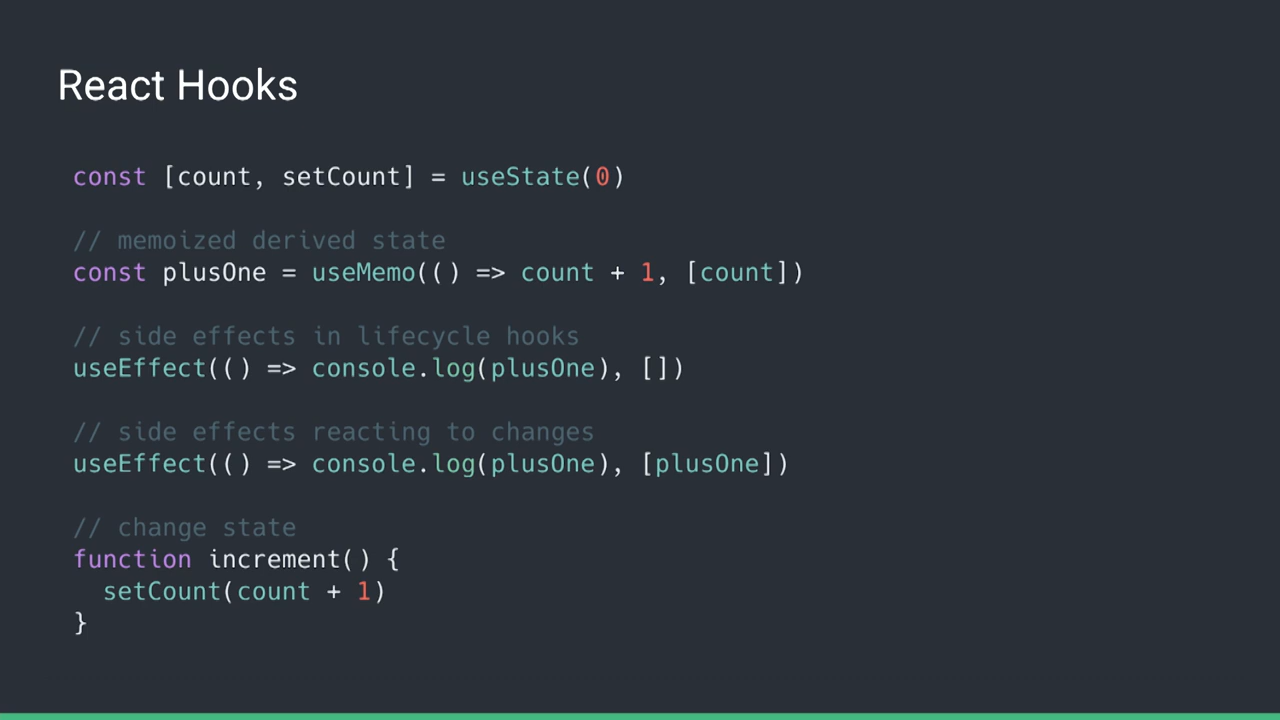 React Hooks
const [count, setCount] = useState(0)
// memoized derived state
const plusOne = useMemo(() => count + 1, [count])
// side effects in lifecycle hooks
useEffect(() => console.log(plusOne), [])
// side effects reacting to changes
useEffect(() => console.log(plusOne), [plusOne])
// change state
function increment() {
  setCount(count + 1)
}